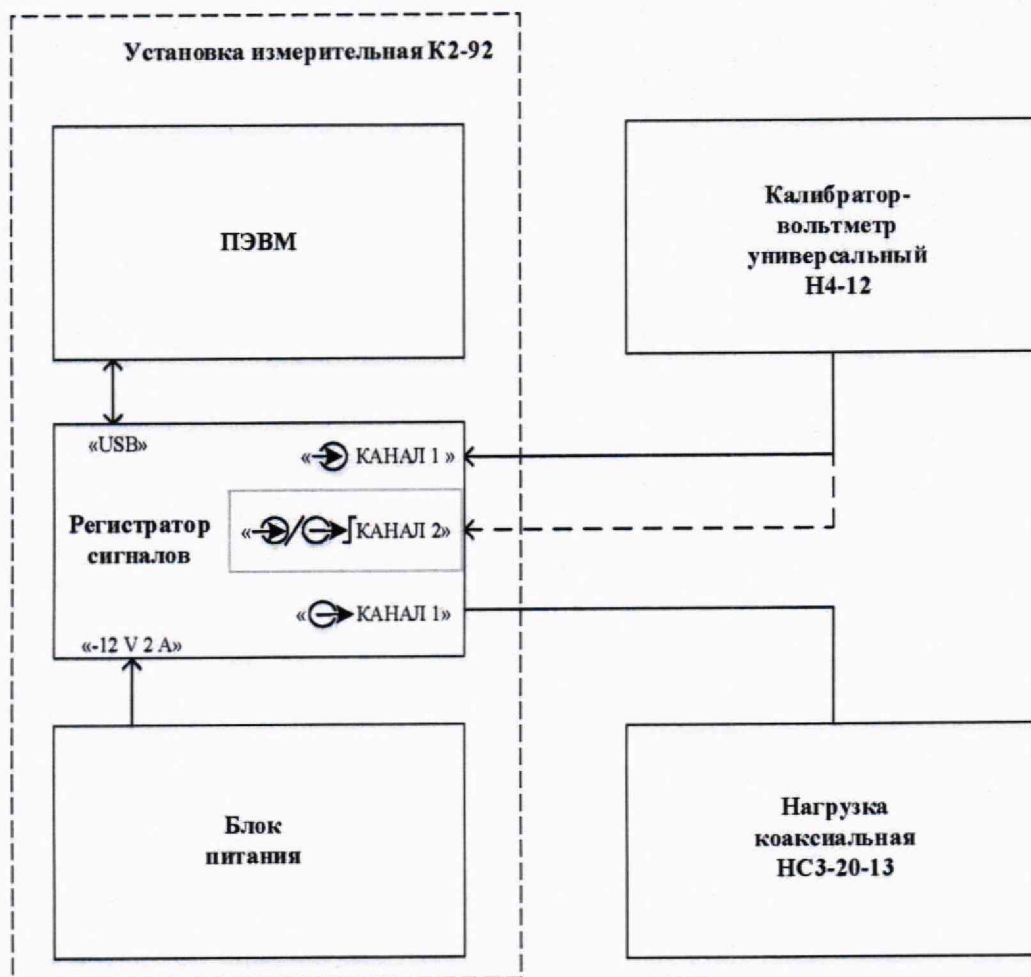 Установка измерительная К2-92
ПЭВМ
Калибратор-
вольтметр
универсальный
Н4-12
«USB»
« КАНАЛ 1 »
Регистратор
сигналов
« / КАНАЛ 2»
« КАНАЛ 1»
«-12 V 2 A»
Блок
питания
Нагрузка
коаксиальная
НС3-20-13